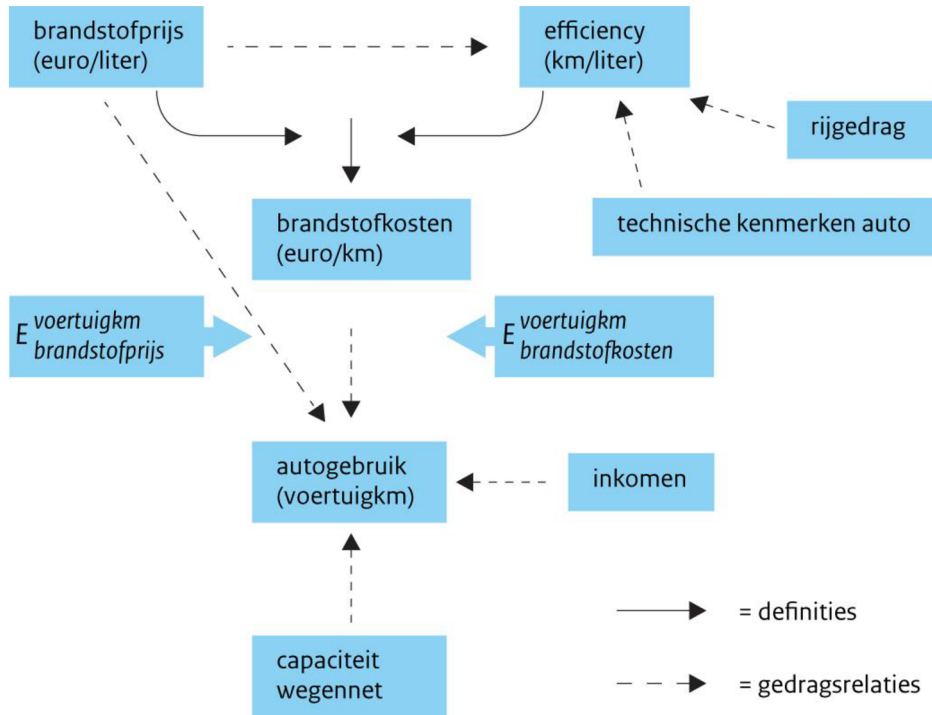 brandstofprijs
(euro/liter)
efficiency
(km/liter)
rijgedrag
brandstofkosten
(euro/km)
technische kenmerken auto
E voertuigkm
brandstofprijs
E voertuigkm
brandstofkosten
autogebruik
(voertuigkm)
inkomen
capaciteit
wegennet
= definities
= gedragsrelaties